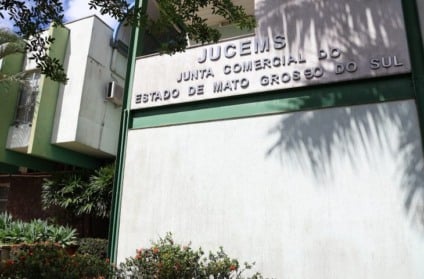 JUCEMS
JUNTA COMERCIAL DO
ESTADO DE MATO GROSSO DO SUL